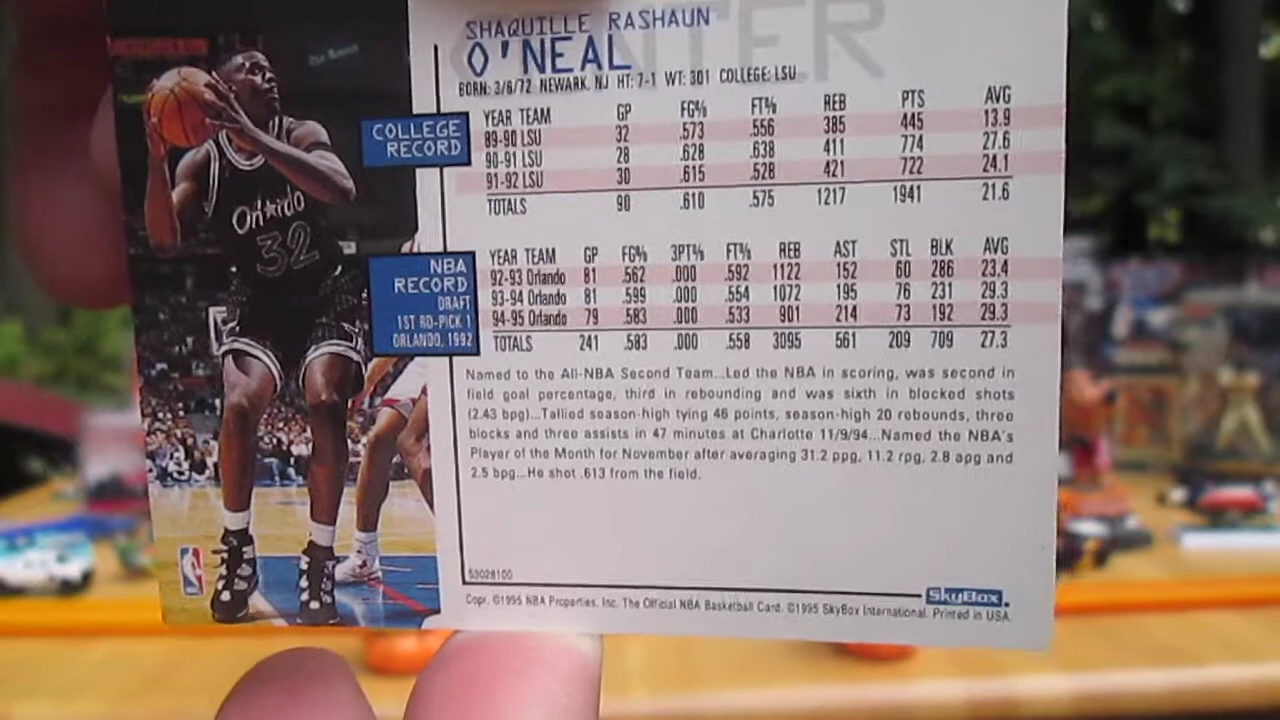 CENTER
SHAQUILLE RASHAUN
O'NEAL
BORN: 3/6/72 NEWARK, NJ HT: 7-1 WT: 301 COLLEGE: LSU
COLLEGE
RECORD
YEAR TEAM GP FG% FT% REB PTS AVG
89-90 LSU 32 .573 .556 385 445 13.9
90-91 LSU 28 .628 .638 411 774 27.6
91-92 LSU 30 .615 .528 421 722 24.1
TOTALS 90 .610 .575 1217 1941 21.6
NBA
RECORD
DRAFT
1ST RD-PICK 1
ORLANDO, 1992
YEAR TEAM GP FG% 3PT% FT% REB AST STL BLK AVG
92-93 Orlando 81 .562 .000 .592 1122 152 60 286 23.4
93-94 Orlando 81 .599 .000 .554 1072 195 76 231 29.3
94-95 Orlando 79 .583 .000 .533 901 214 73 192 29.3
TOTALS 241 .583 .000 .558 3095 561 209 709 27.3
Named to the All-NBA Second Team...Led the NBA in scoring, was second in
field goal percentage, third in rebounding and was sixth in blocked shots
(2.43 bpg)...Tallied season-high tying 46 points, season-high 20 rebounds, three
blocks and three assists in 47 minutes at Charlotte 11/9/94...Named the NBA's
Player of the Month for November after averaging 31.2 ppg, 11.2 rpg, 2.8 apg and
2.5 bpg...He shot .613 from the field.
S3028100
SkyBox
Copr. ©1995 NBA Properties, Inc. The Official NBA Basketball Card. ©1995 SkyBox International. Printed in USA.
Orlando
32
NBA